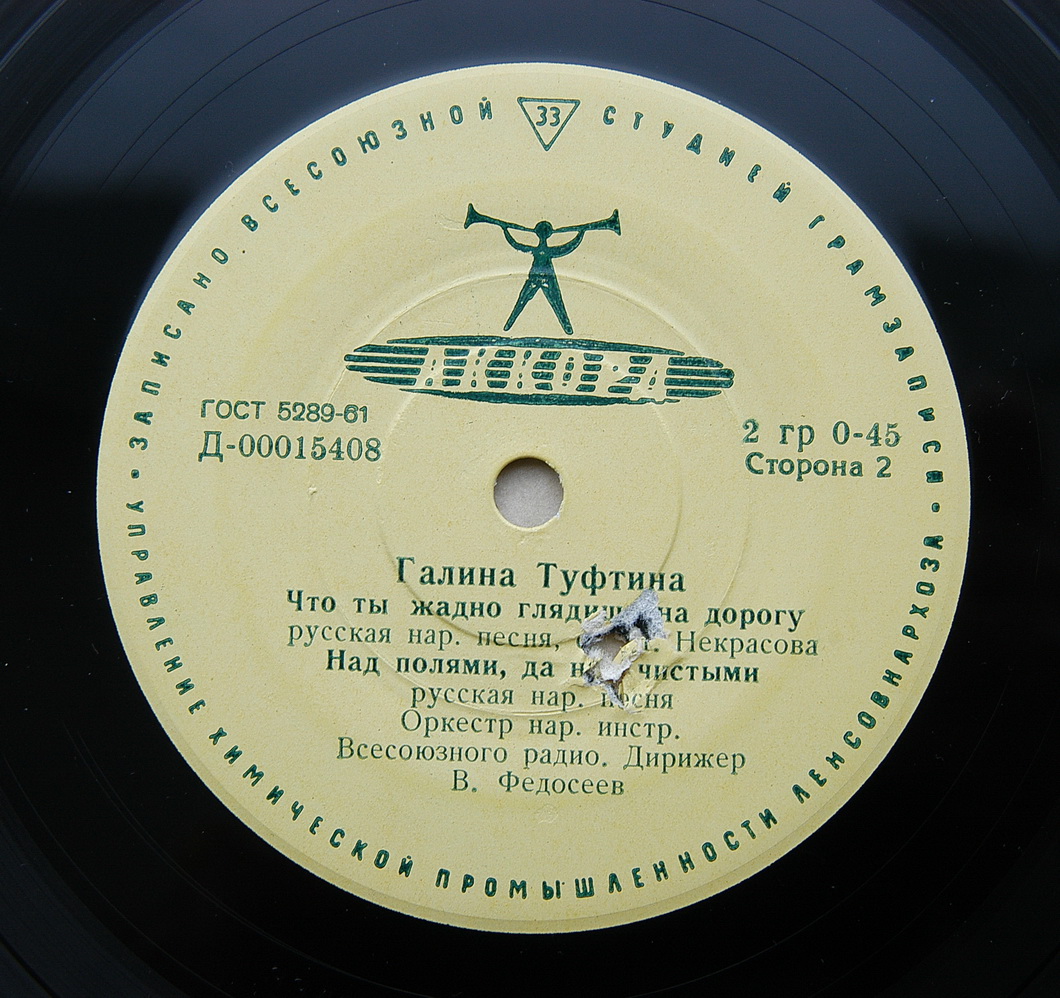 ЗАПИСАНО ВСЕСОЮЗНОЙ 33 СТУДИЕЙ ГРАМЗАПИСИ
АККОРД
ГОСТ 5289-61
Д-00015408
2 гр 0-45
Сторона 2
Галина Туфтина
Что ты жадно на дорогу
русская нар. песня, Некрасова
Над полями, да чистыми
русская нар. песня
Оркестр нар. инстр.
Всесоюзного радио. Дирижер
В. Федосеев
УПРАВЛЕНИЕ ХИМИЧЕСКОЙ ПРОМЫШЛЕННОСТИ ЛЕНСОВНАРХОЗА